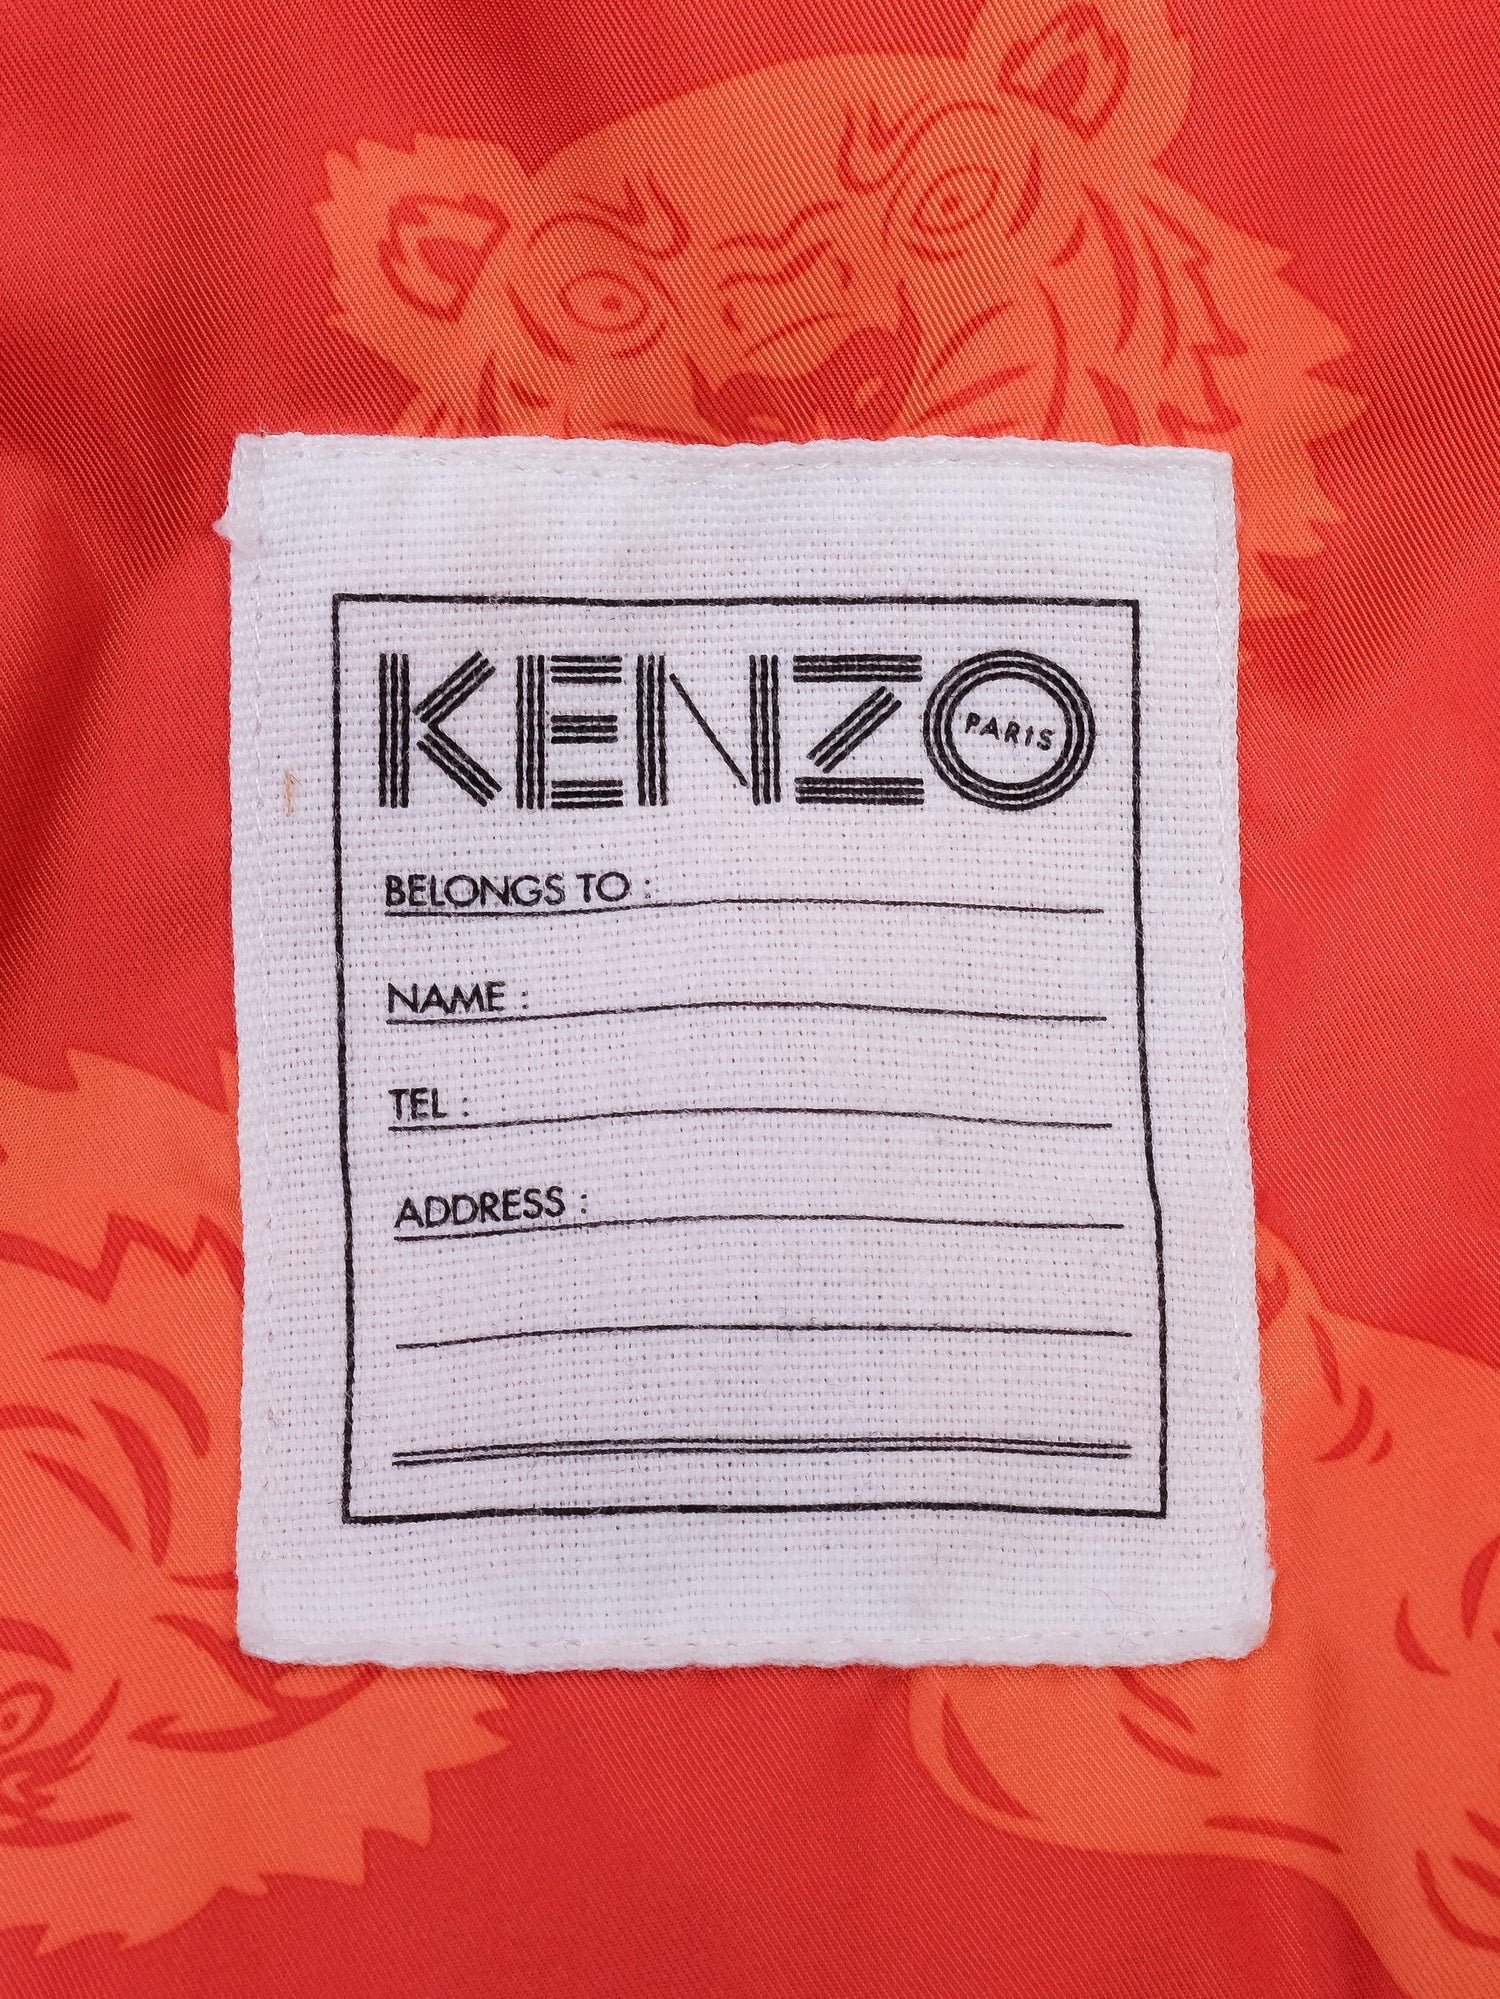 KENZO PARIS
BELONGS TO :
NAME :
TEL :
ADDRESS :